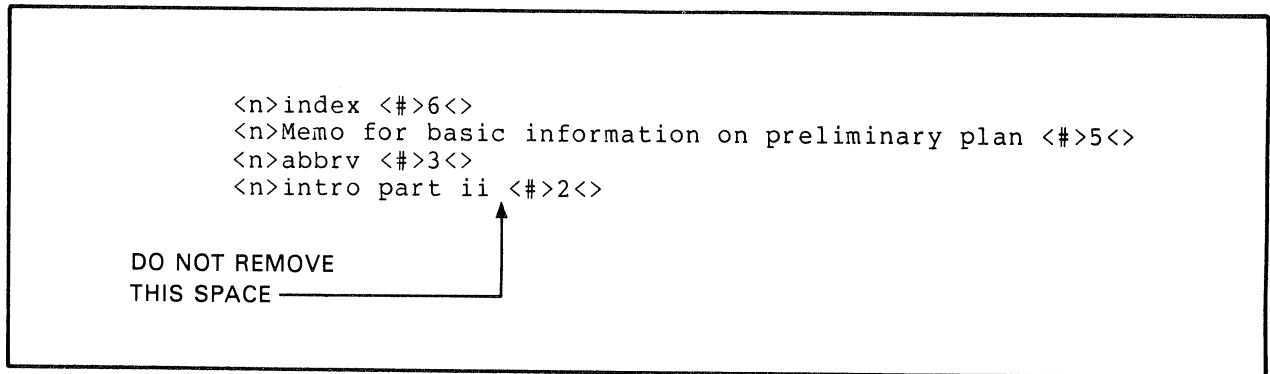 <n>index <#>6<>
<n>Memo for basic information on preliminary plan <#>5<>
<n>abbrv <#>3<>
<n>intro part ii <#>2<>
DO NOT REMOVE
THIS SPACE